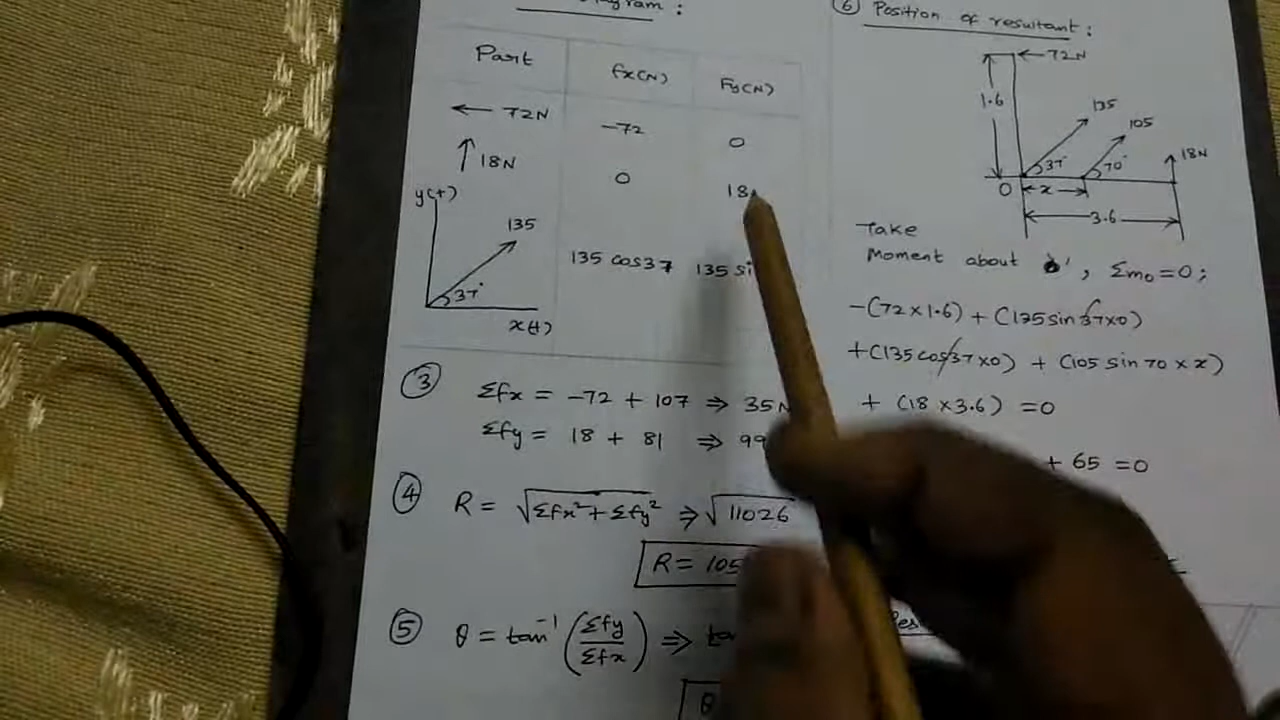 Part fx(N) Fy(N)
← 72N -72 0
↑ 18N 0 18
y(+)
135
37°
x(+)
135 cos37 135 si
③ Σfx = -72 + 107 ⇒ 35N
Σfy = 18 + 81 ⇒ 99
④ R = √Σfx²+Σfy² ⇒ √11026
R = 105
⑤ θ = tan⁻¹ (Σfy/Σfx) ⇒
θ
⑥ Position of resultant :
← 72N
1.6
135
105
18N
37°
70°
O
x
3.6
Take
Moment about 'o' , Σmo = 0 ;
-(72 x 1.6) + (135 sin 37 x 0)
+(135 cos 37 x 0) + (105 sin 70 x x)
+ (18 x 3.6) = 0
+ 65 = 0